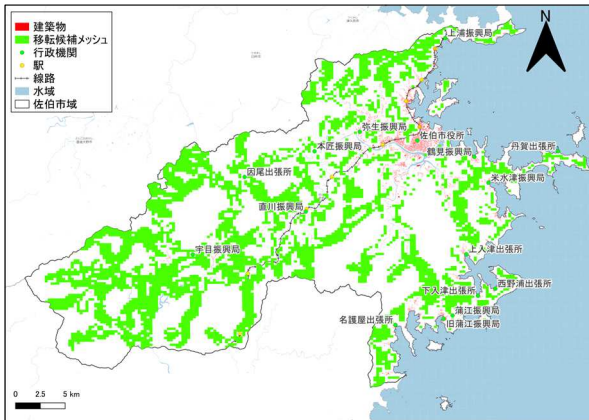 建築物
移転候補メッシュ
行政機関
駅
線路
水域
佐伯市域
N
上浦振興局
弥生振興局
佐伯市役所
本匠振興局
鶴見振興局
丹賀出張所
因尾出張所
米水津振興局
直川振興局
宇目振興局
上入津出張所
下入津出張所
西野浦出張所
蒲江振興局
名護屋出張所
旧蒲江振興局
0 2.5 5 km